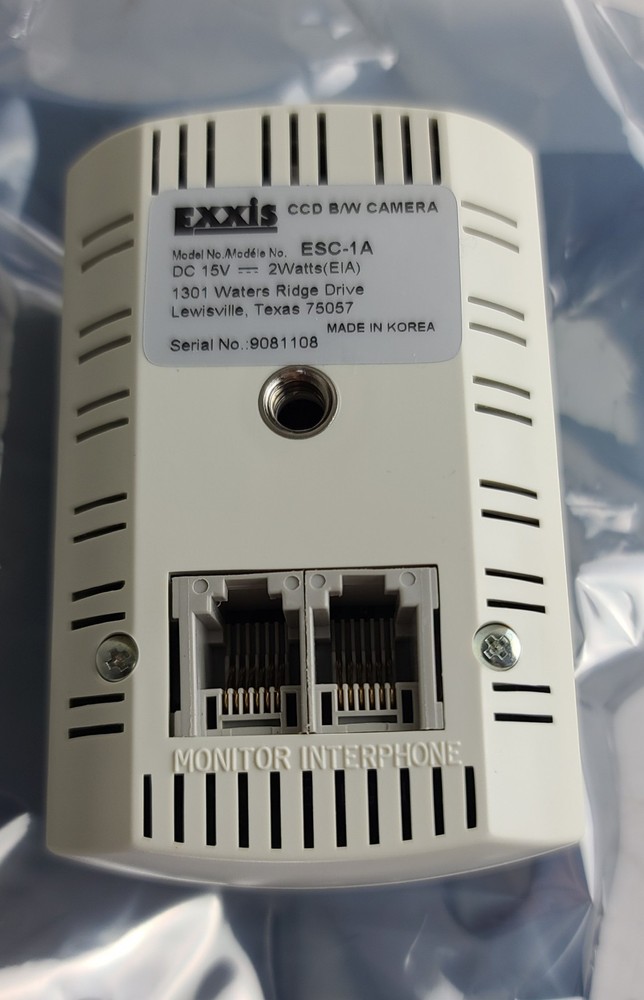 EXXiS CCD B/W CAMERA
Model No./Modéle No. ESC-1A
DC 15V ⎓ 2Watts(EIA)
1301 Waters Ridge Drive
Lewisville, Texas 75057
MADE IN KOREA
Serial No.:9081108
MONITOR INTERPHONE